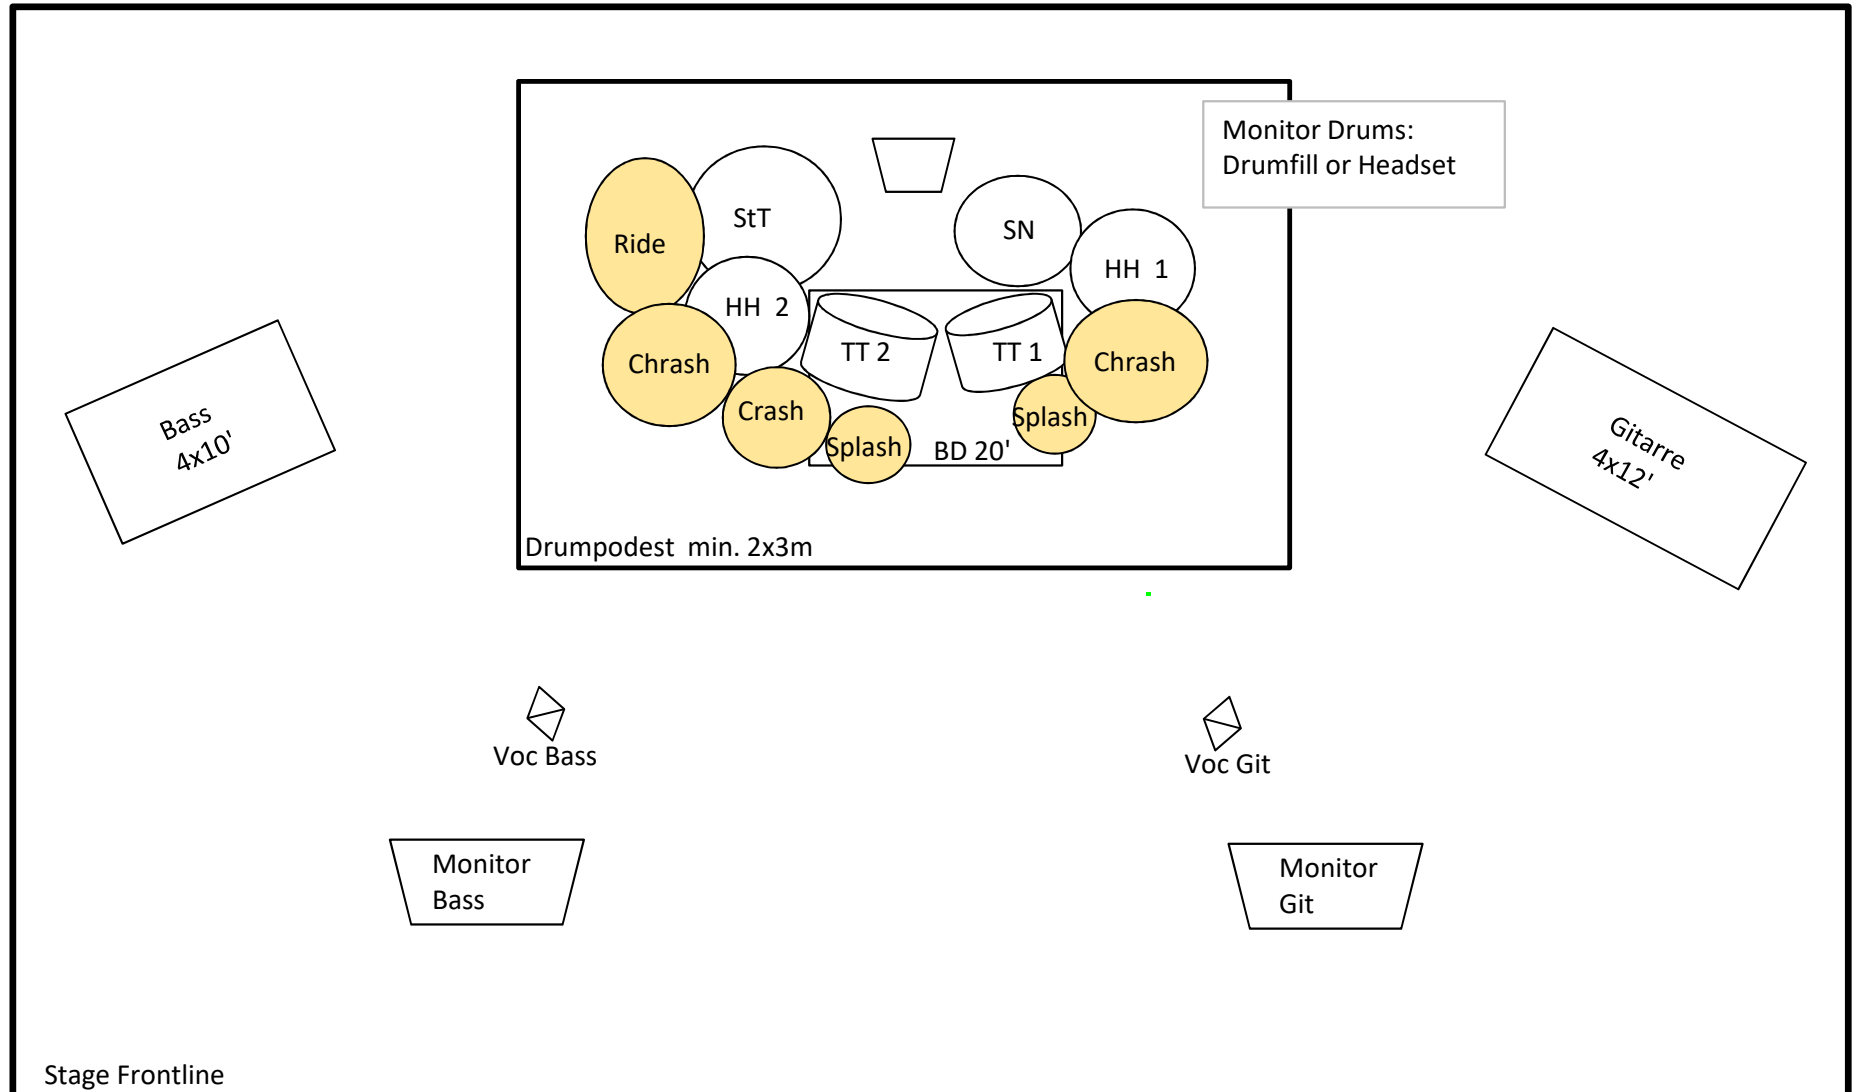 Monitor Drums:
Drumfill or Headset
StT
SN
Ride
HH  1
HH  2
TT 2
TT 1
Chrash
Chrash
Crash
Splash
Splash
BD 20'
Bass
4x10'
Gitarre
4x12'
Drumpodest  min. 2x3m
Voc Bass
Voc Git
Monitor
Bass
Monitor
Git
Stage Frontline